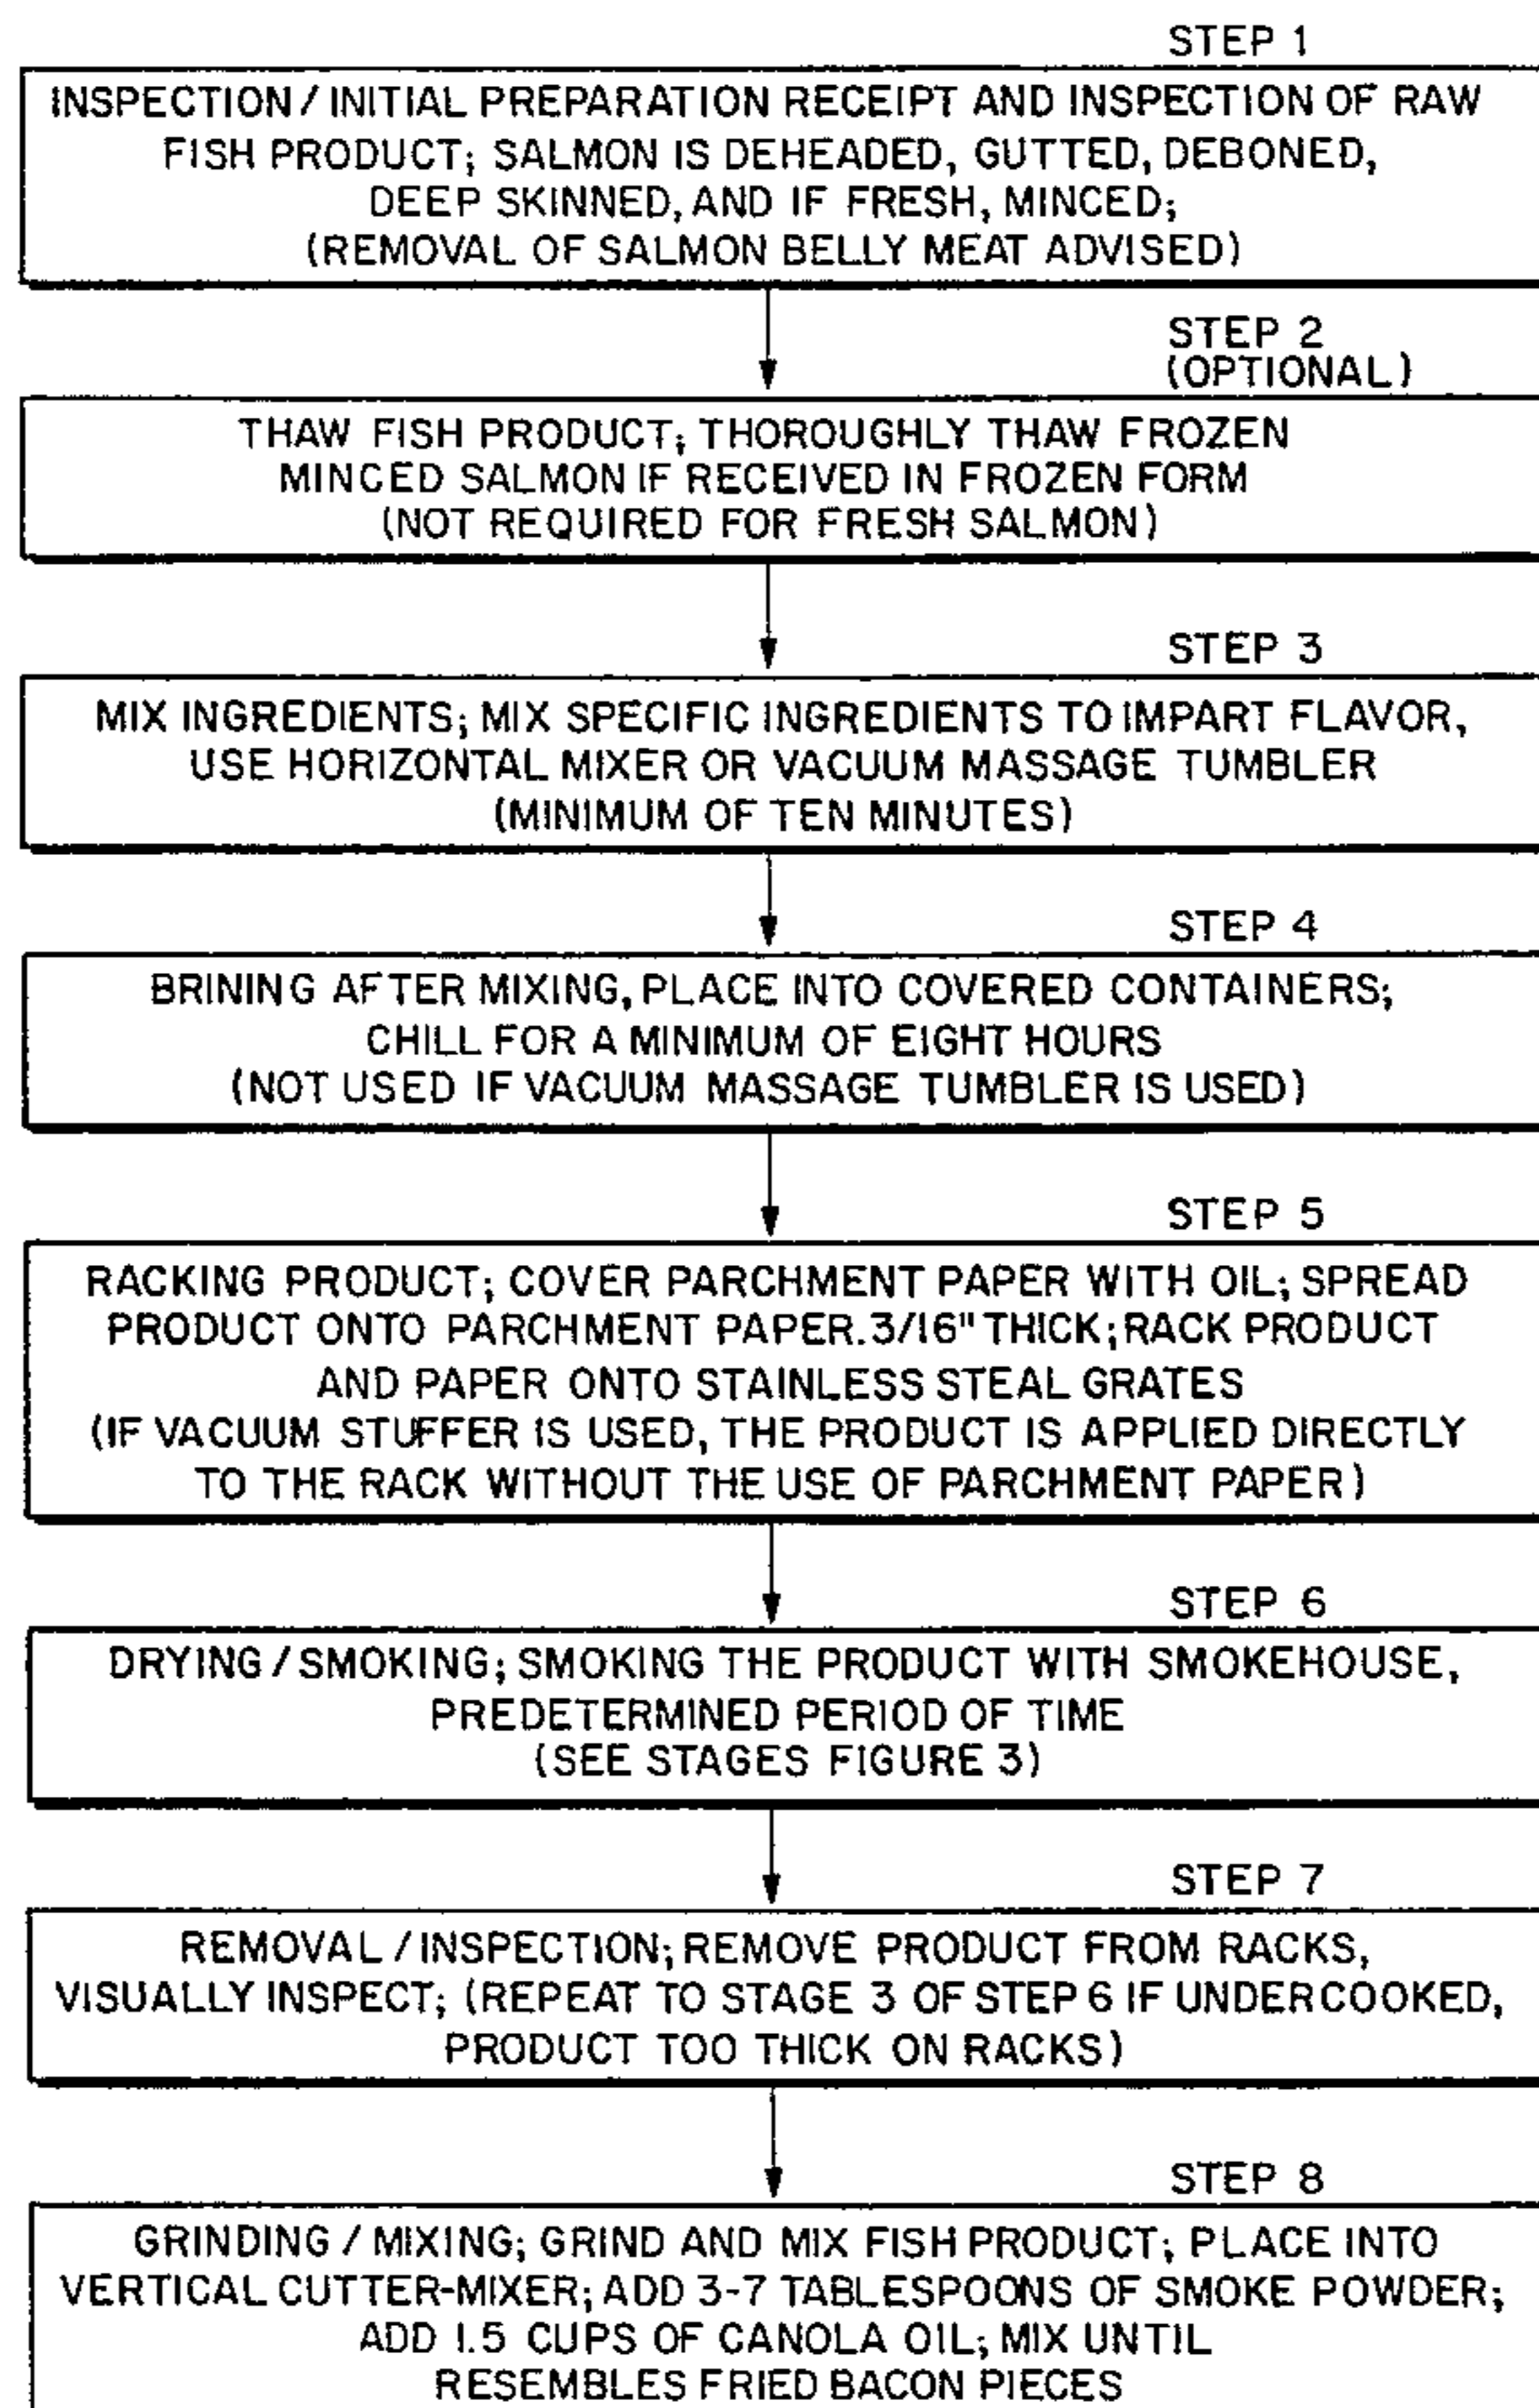 STEP 1
INSPECTION / INITIAL PREPARATION RECEIPT AND INSPECTION OF RAW
FISH PRODUCT; SALMON IS DEHEADED, GUTTED, DEBONED,
DEEP SKINNED, AND IF FRESH, MINCED;
(REMOVAL OF SALMON BELLY MEAT ADVISED)
STEP 2
(OPTIONAL)
THAW FISH PRODUCT; THOROUGHLY THAW FROZEN
MINCED SALMON IF RECEIVED IN FROZEN FORM
(NOT REQUIRED FOR FRESH SALMON)
STEP 3
MIX INGREDIENTS; MIX SPECIFIC INGREDIENTS TO IMPART FLAVOR,
USE HORIZONTAL MIXER OR VACUUM MASSAGE TUMBLER
(MINIMUM OF TEN MINUTES)
STEP 4
BRINING AFTER MIXING, PLACE INTO COVERED CONTAINERS;
CHILL FOR A MINIMUM OF EIGHT HOURS
(NOT USED IF VACUUM MASSAGE TUMBLER IS USED)
STEP 5
RACKING PRODUCT; COVER PARCHMENT PAPER WITH OIL; SPREAD
PRODUCT ONTO PARCHMENT PAPER. 3/16" THICK; RACK PRODUCT
AND PAPER ONTO STAINLESS STEAL GRATES
(IF VACUUM STUFFER IS USED, THE PRODUCT IS APPLIED DIRECTLY
TO THE RACK WITHOUT THE USE OF PARCHMENT PAPER)
STEP 6
DRYING / SMOKING; SMOKING THE PRODUCT WITH SMOKEHOUSE,
PREDETERMINED PERIOD OF TIME
(SEE STAGES FIGURE 3)
STEP 7
REMOVAL / INSPECTION; REMOVE PRODUCT FROM RACKS,
VISUALLY INSPECT; (REPEAT TO STAGE 3 OF STEP 6 IF UNDERCOOKED,
PRODUCT TOO THICK ON RACKS)
STEP 8
GRINDING / MIXING; GRIND AND MIX FISH PRODUCT; PLACE INTO
VERTICAL CUTTER-MIXER; ADD 3-7 TABLESPOONS OF SMOKE POWDER;
ADD 1.5 CUPS OF CANOLA OIL; MIX UNTIL
RESEMBLES FRIED BACON PIECES